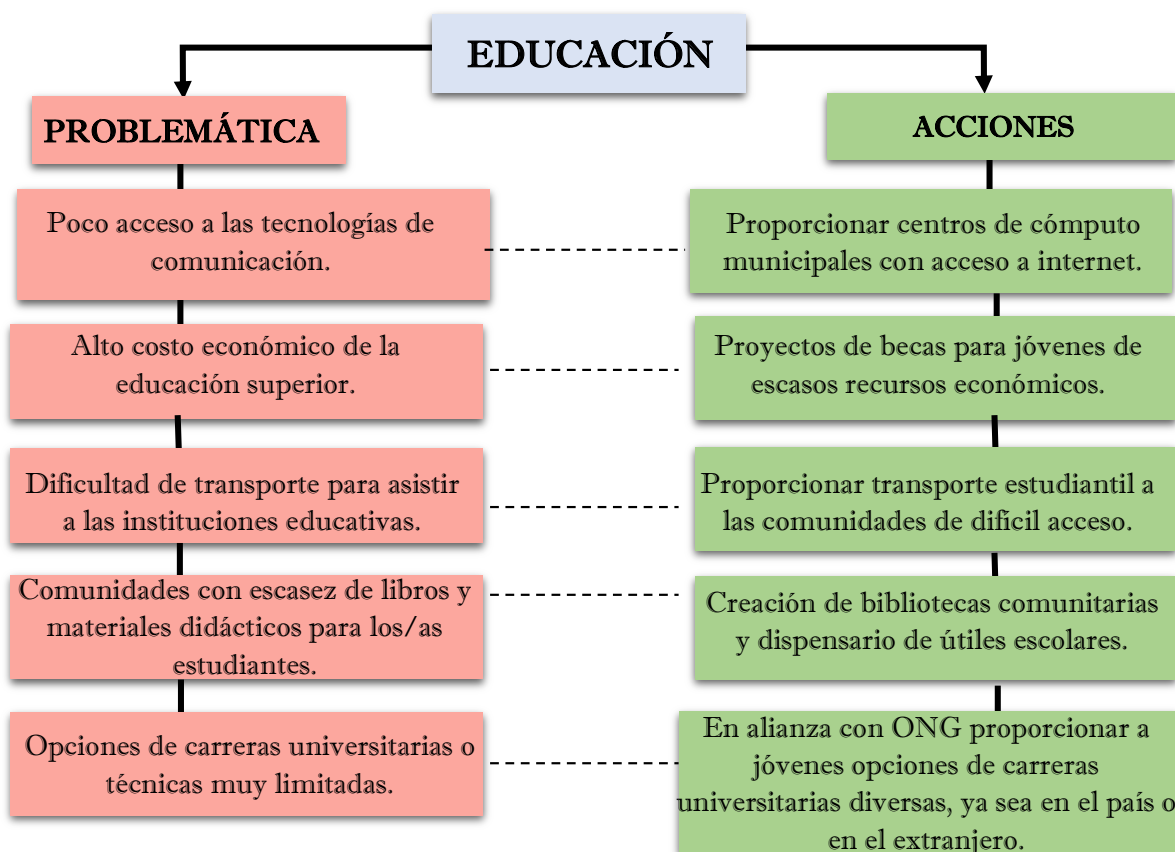 EDUCACIÓN
PROBLEMÁTICA
Poco acceso a las tecnologías de
comunicación.
Alto costo económico de la
educación superior.
Dificultad de transporte para asistir
a las instituciones educativas.
Comunidades con escasez de libros y
materiales didácticos para los/as
estudiantes.
Opciones de carreras universitarias o
técnicas muy limitadas.
ACCIONES
Proporcionar centros de cómputo
municipales con acceso a internet.
Proyectos de becas para jóvenes de
escasos recursos económicos.
Proporcionar transporte estudiantil a
las comunidades de difícil acceso.
Creación de bibliotecas comunitarias
y dispensario de útiles escolares.
En alianza con ONG proporcionar a
jóvenes opciones de carreras
universitarias diversas, ya sea en el país o
en el extranjero.